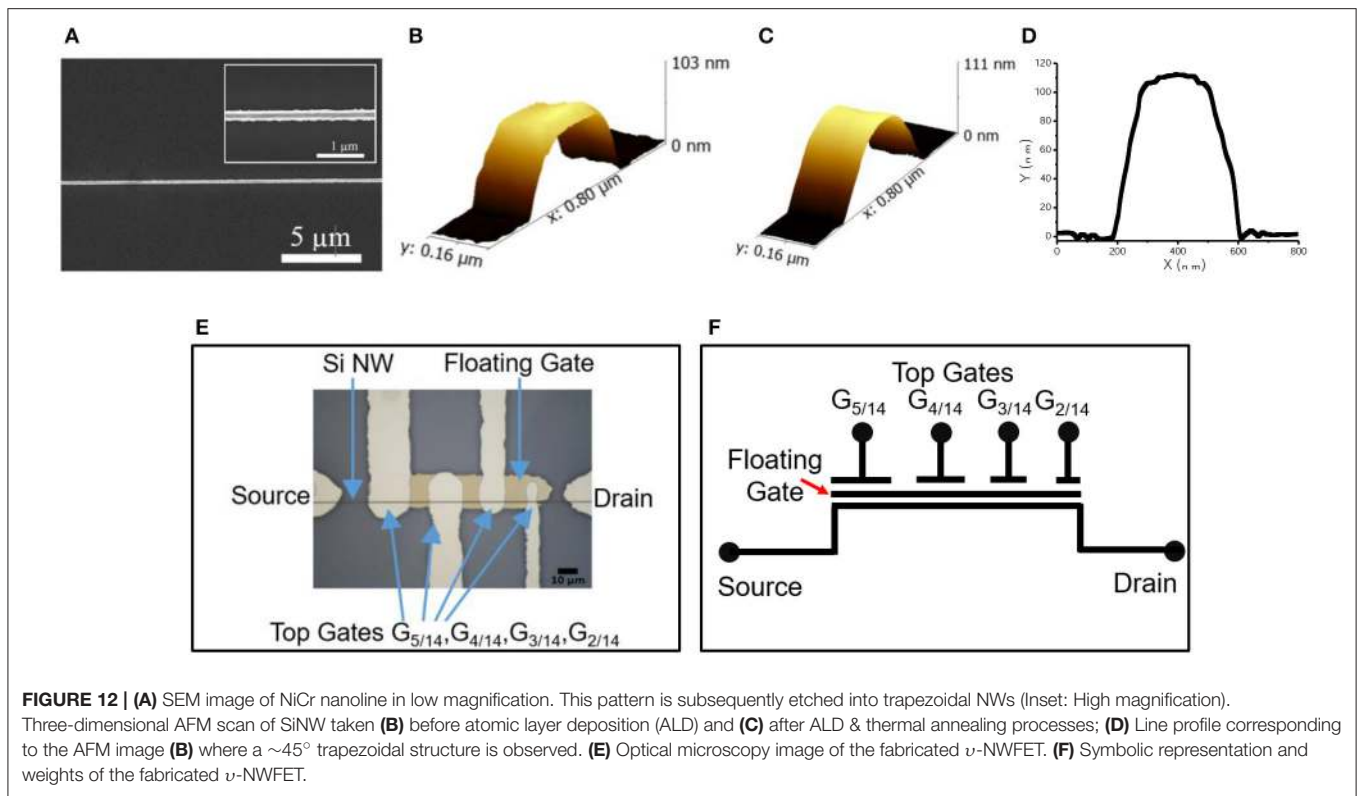 A
B
C
D
1 μm
5 μm
103 nm
0 nm
x: 0.80 μm
y: 0.16 μm
111 nm
0 nm
x: 0.80 μm
y: 0.16 μm
120
100
80
60
40
20
0
Y (nm)
0 200 400 600 800
X (nm)
E
Si NW Floating Gate
Source Drain
10 μm
Top Gates G5/14,G4/14,G3/14,G2/14
F
Top Gates
G5/14 G4/14 G3/14 G2/14
Floating
Gate
Source Drain
FIGURE 12 | (A) SEM image of NiCr nanoline in low magnification. This pattern is subsequently etched into trapezoidal NWs (Inset: High magnification).
Three-dimensional AFM scan of SiNW taken (B) before atomic layer deposition (ALD) and (C) after ALD & thermal annealing processes; (D) Line profile corresponding
to the AFM image (B) where a ~45° trapezoidal structure is observed. (E) Optical microscopy image of the fabricated υ-NWFET. (F) Symbolic representation and
weights of the fabricated υ-NWFET.